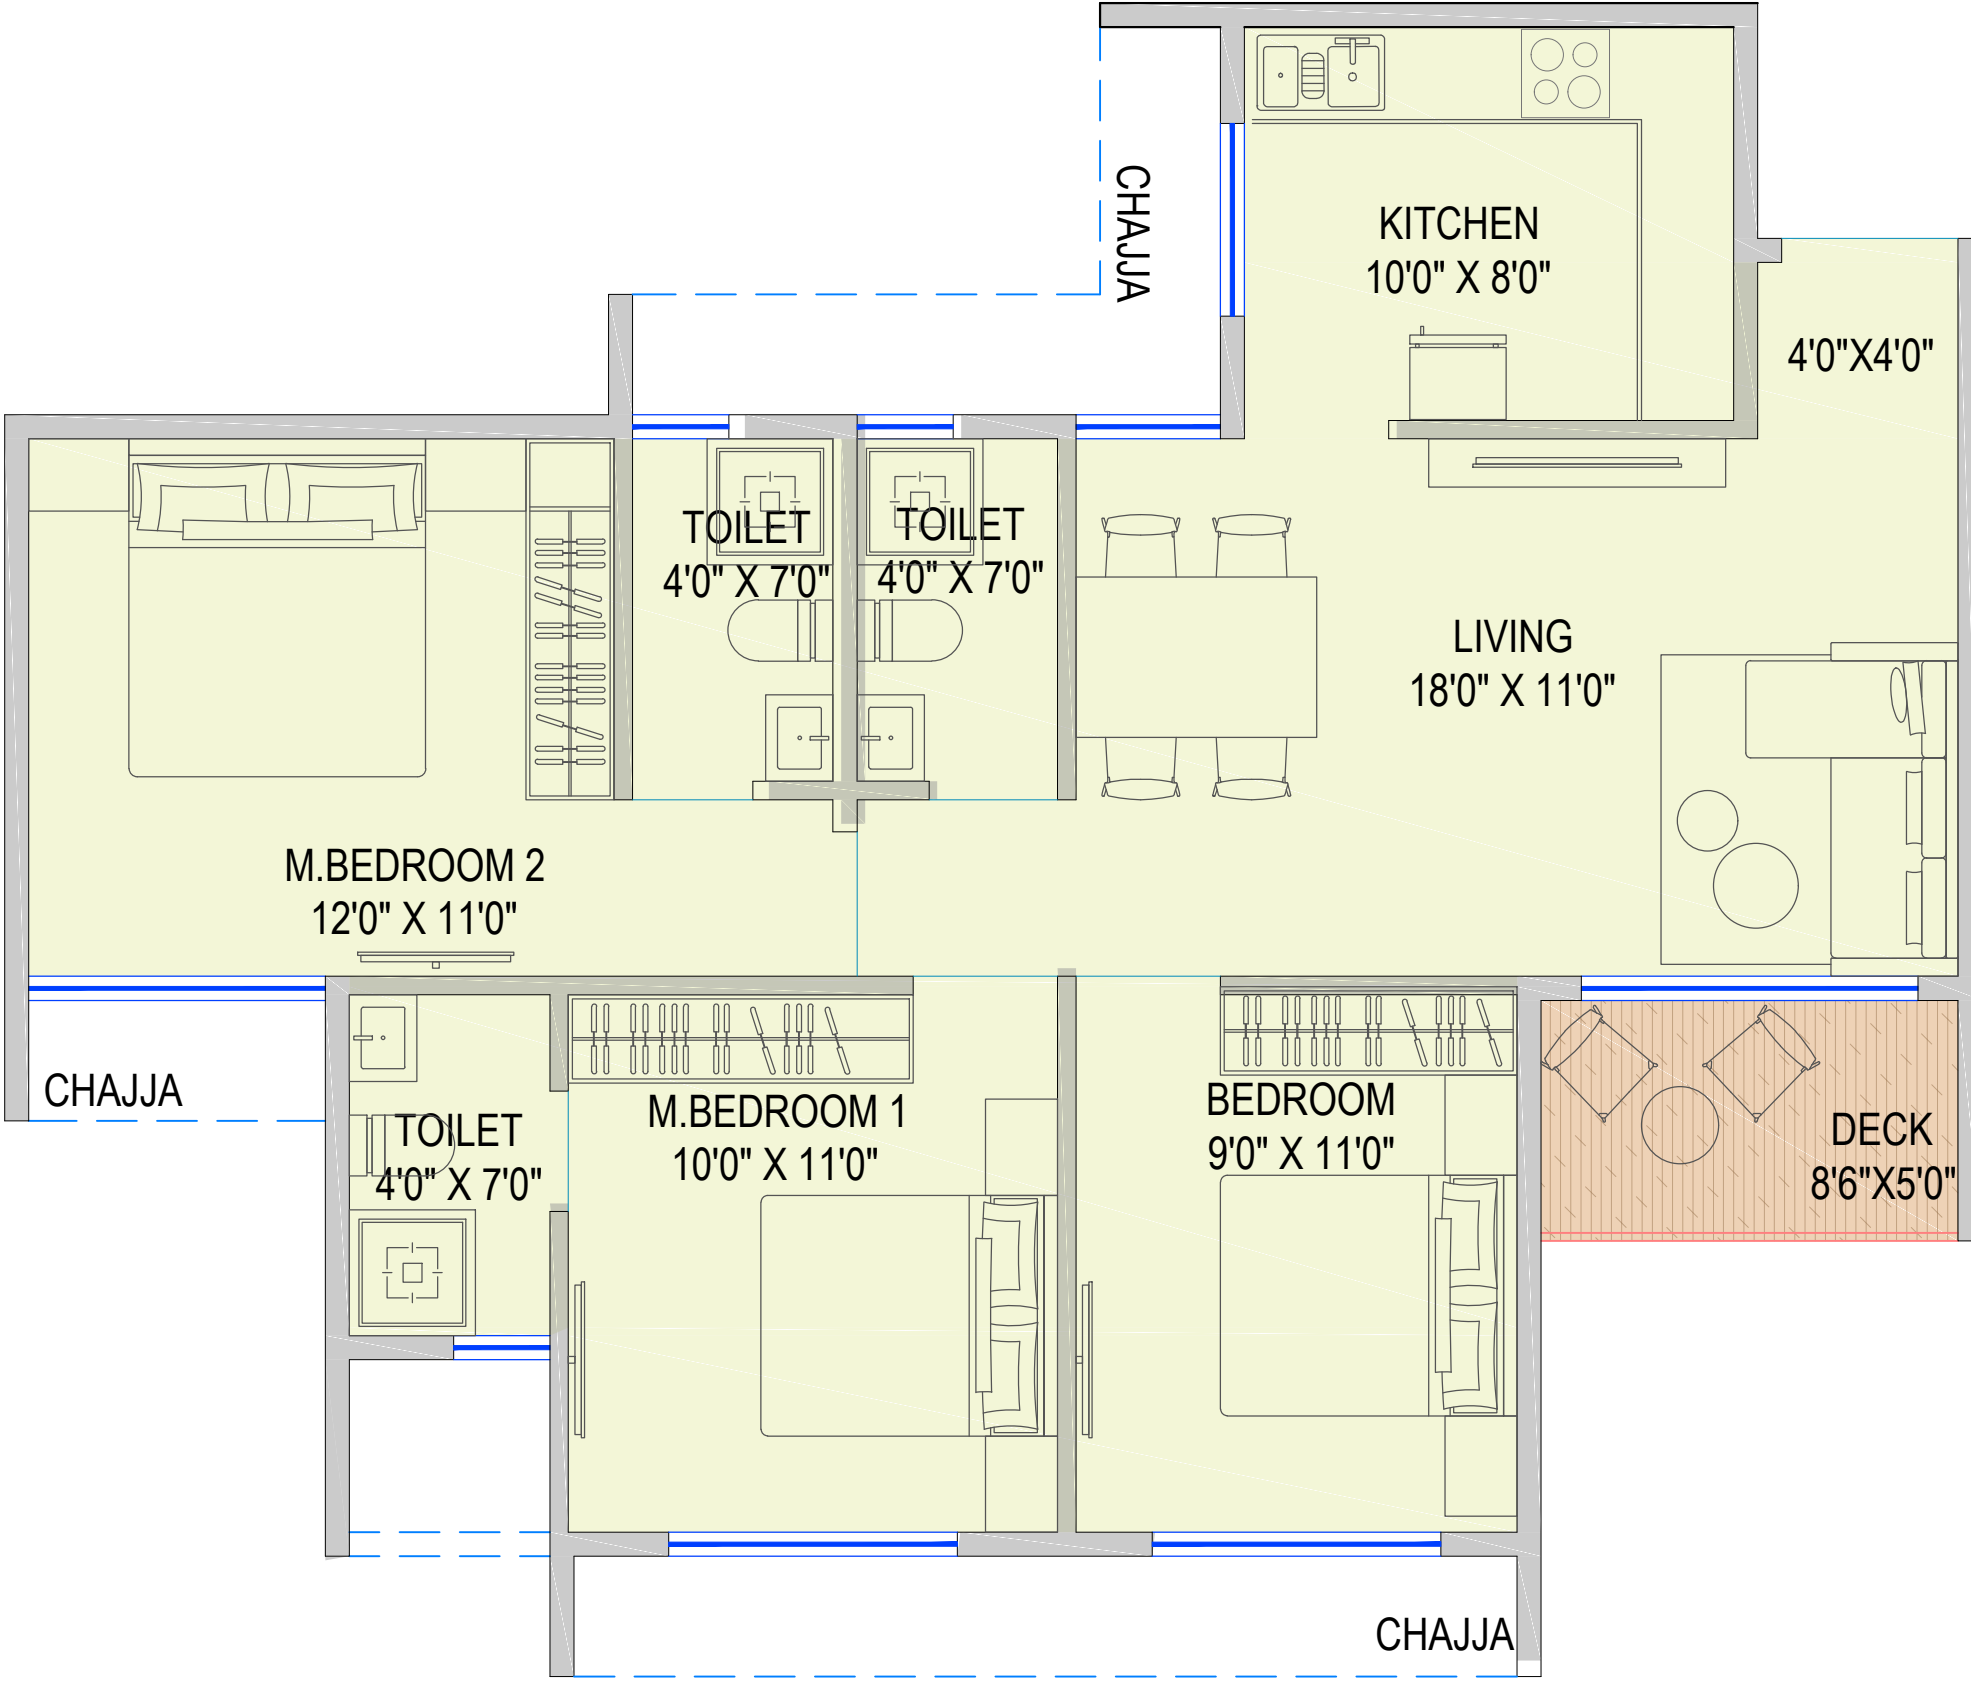 CHAJJA
KITCHEN
10'0" X 8'0"
4'0"X4'0"
TOILET
4'0" X 7'0"
TOILET
4'0" X 7'0"
LIVING
18'0" X 11'0"
M.BEDROOM 2
12'0" X 11'0"
CHAJJA
TOILET
4'0" X 7'0"
M.BEDROOM 1
10'0" X 11'0"
BEDROOM
9'0" X 11'0"
DECK
8'6"X5'0"
CHAJJA